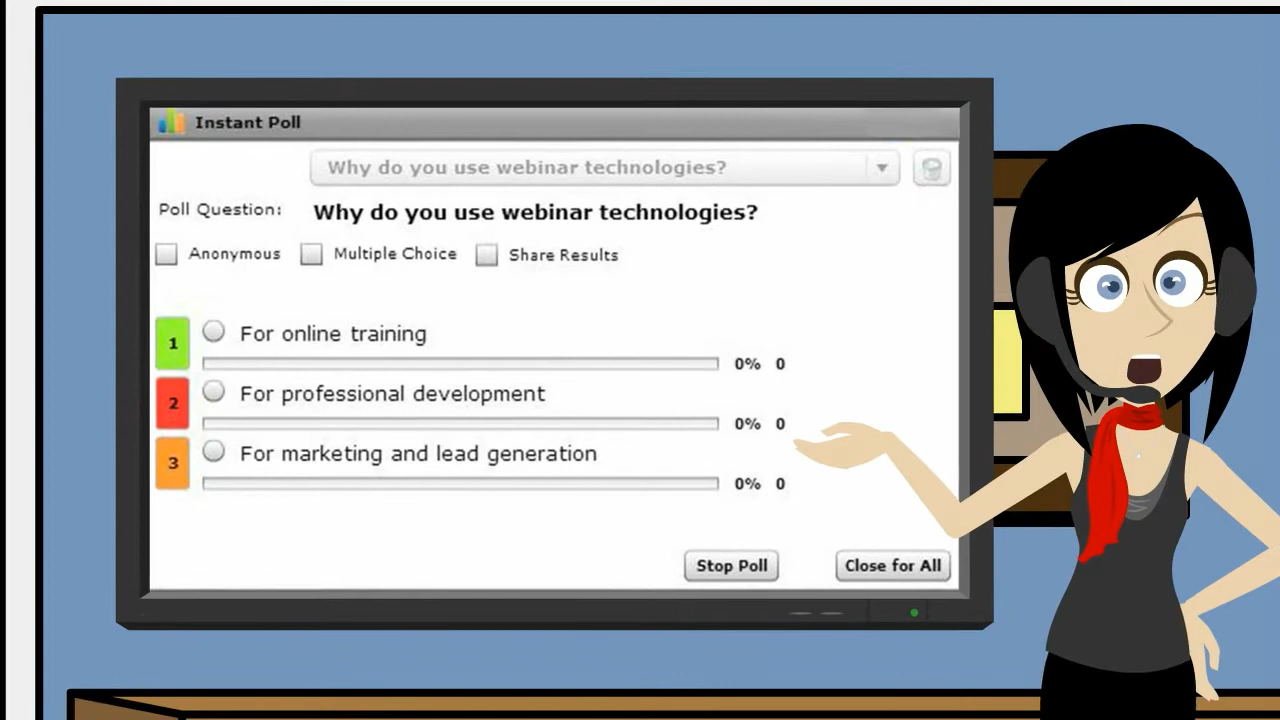 Instant Poll
Why do you use webinar technologies?
Poll Question: Why do you use webinar technologies?
Anonymous Multiple Choice Share Results
1 For online training
0% 0
2 For professional development
0% 0
3 For marketing and lead generation
0% 0
Stop Poll Close for All